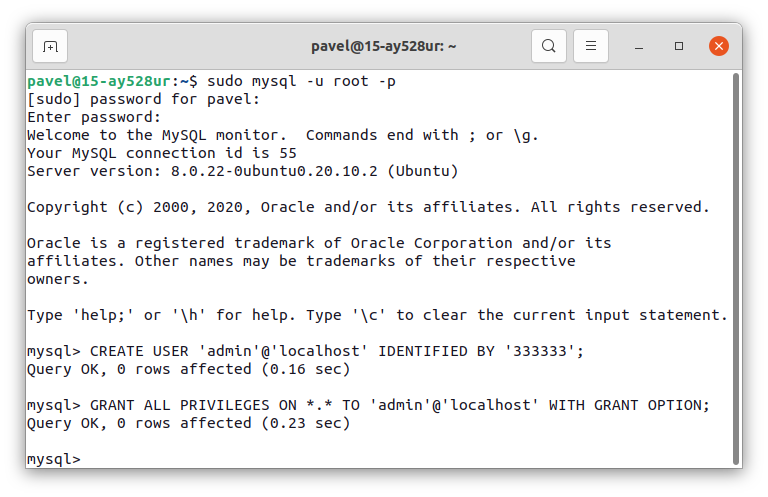 pavel@15-ay528ur: ~
pavel@15-ay528ur:~$ sudo mysql -u root -p
[sudo] password for pavel:
Enter password:
Welcome to the MySQL monitor.  Commands end with ; or \g.
Your MySQL connection id is 55
Server version: 8.0.22-0ubuntu0.20.10.2 (Ubuntu)
Copyright (c) 2000, 2020, Oracle and/or its affiliates. All rights reserved.
Oracle is a registered trademark of Oracle Corporation and/or its
affiliates. Other names may be trademarks of their respective
owners.
Type 'help;' or '\h' for help. Type '\c' to clear the current input statement.
mysql> CREATE USER 'admin'@'localhost' IDENTIFIED BY '333333';
Query OK, 0 rows affected (0.16 sec)
mysql> GRANT ALL PRIVILEGES ON *.* TO 'admin'@'localhost' WITH GRANT OPTION;
Query OK, 0 rows affected (0.23 sec)
mysql>